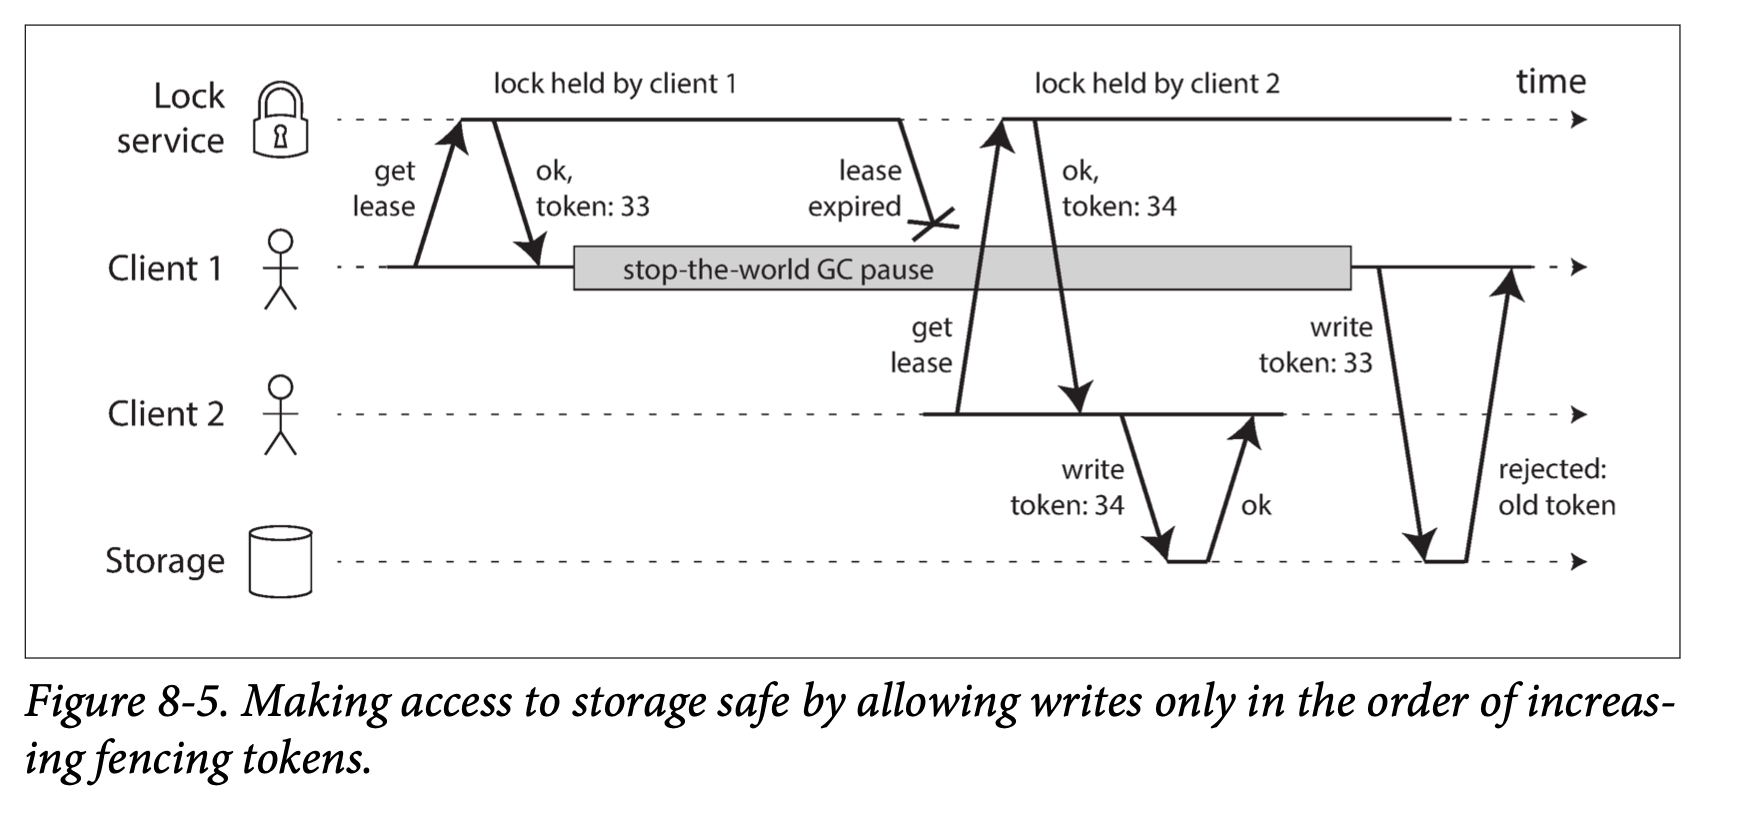 lock held by client 1
lock held by client 2
time
Lock
service
get
lease
ok,
token: 33
lease
expired
ok,
token: 34
Client 1
stop-the-world GC pause
get
lease
write
token: 33
Client 2
write
token: 34
ok
rejected:
old token
Storage
Figure 8-5. Making access to storage safe by allowing writes only in the order of increas-
ing fencing tokens.